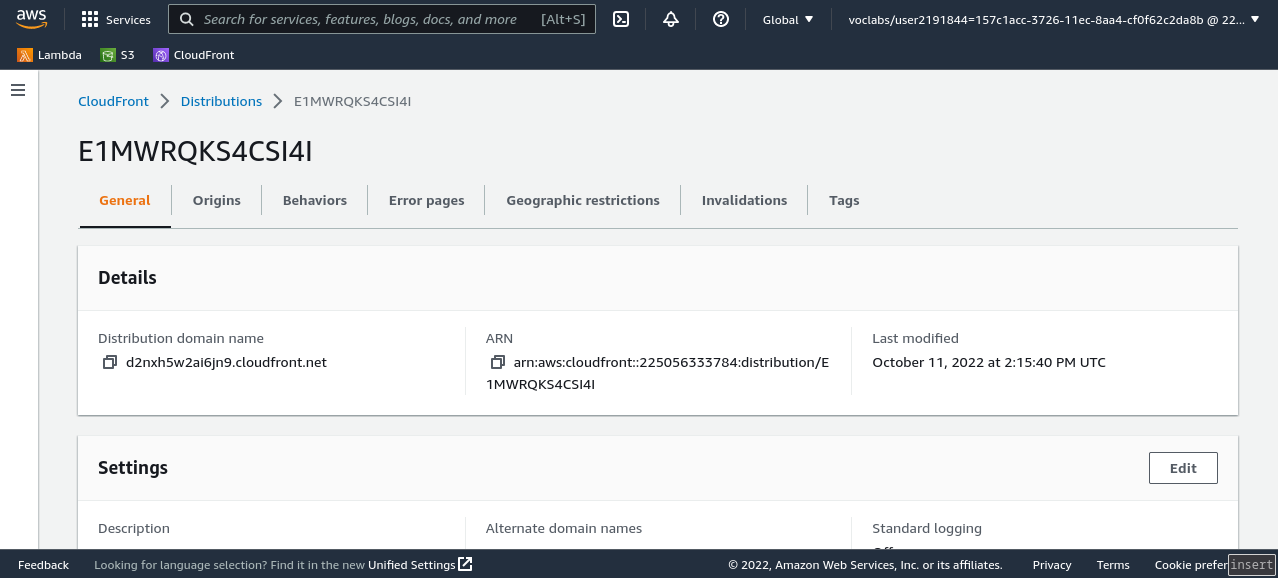 aws Services Search for services, features, blogs, docs, and more [Alt+S] Global voclabs/user2191844=157c1acc-3726-11ec-8aa4-cf0f62c2da8b @ 22...
Lambda S3 CloudFront
CloudFront Distributions E1MWRQKS4CSI4I
E1MWRQKS4CSI4I
General Origins Behaviors Error pages Geographic restrictions Invalidations Tags
Details
Distribution domain name
d2nxh5w2ai6jn9.cloudfront.net
ARN
arn:aws:cloudfront::225056333784:distribution/E
1MWRQKS4CSI4I
Last modified
October 11, 2022 at 2:15:40 PM UTC
Settings Edit
Description Alternate domain names Standard logging
Feedback Looking for language selection? Find it in the new Unified Settings © 2022, Amazon Web Services, Inc. or its affiliates. Privacy Terms Cookie prefer insert